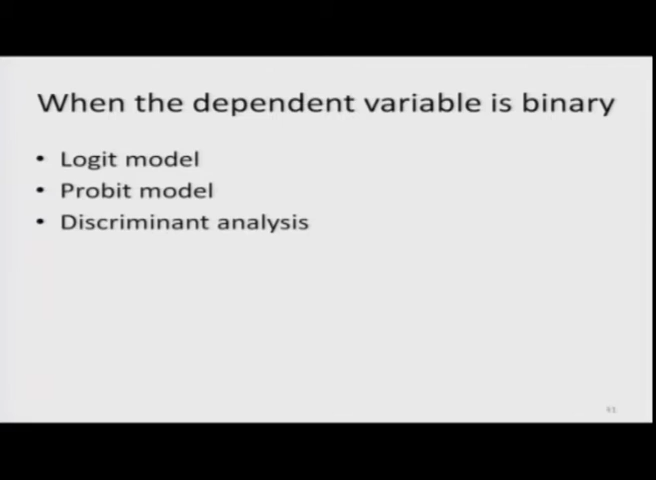 When the dependent variable is binary
• Logit model
• Probit model
• Discriminant analysis